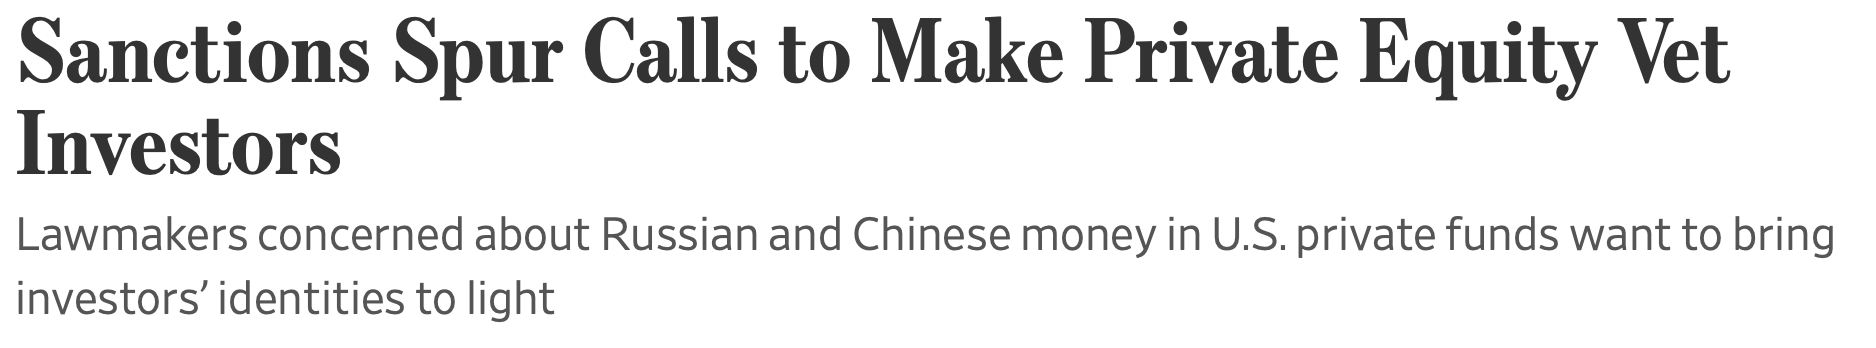 Sanctions Spur Calls to Make Private Equity Vet
Investors
Lawmakers concerned about Russian and Chinese money in U.S. private funds want to bring
investors’ identities to light